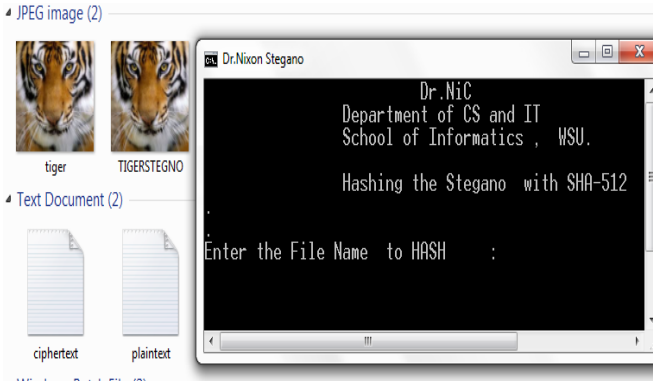 JPEG image (2)
tiger
TIGERSTEGNO
Text Document (2)
ciphertext
plaintext
Dr.Nixon Stegano
Dr.NiC
Department of CS and IT
School of Informatics , WSU.
Hashing the Stegano with SHA-512
.
.
Enter the File Name to HASH :